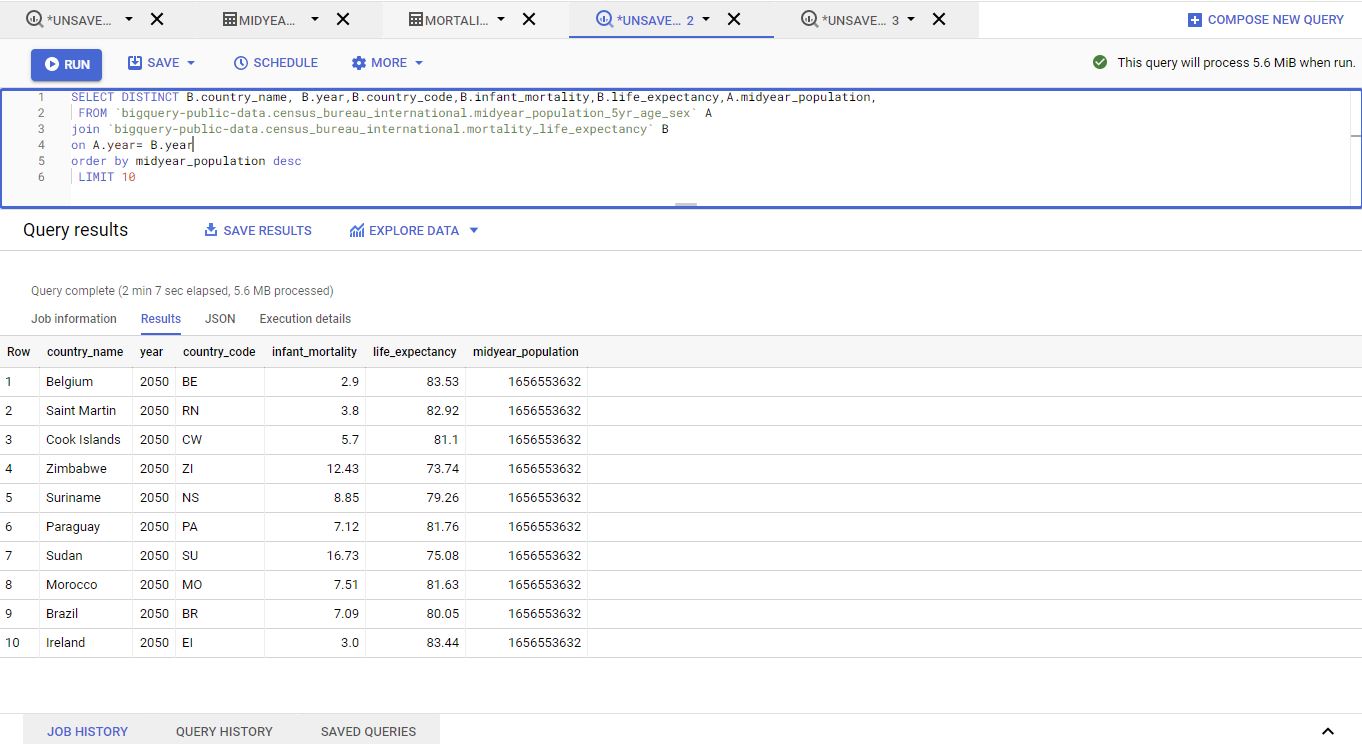 *UNSAVE... MIDYEA... MORTALI... *UNSAVE... 2 *UNSAVE... 3 COMPOSE NEW QUERY
RUN SAVE SCHEDULE MORE This query will process 5.6 MiB when run.
1 SELECT DISTINCT B.country_name, B.year,B.country_code,B.infant_mortality,B.life_expectancy,A.midyear_population,
2 FROM `bigquery-public-data.census_bureau_international.midyear_population_5yr_age_sex` A
3 join `bigquery-public-data.census_bureau_international.mortality_life_expectancy` B
4 on A.year= B.year
5 order by midyear_population desc
6 LIMIT 10
Query results SAVE RESULTS EXPLORE DATA
Query complete (2 min 7 sec elapsed, 5.6 MB processed)
Job information Results JSON Execution details
Row country_name year country_code infant_mortality life_expectancy midyear_population
1 Belgium 2050 BE 2.9 83.53 1656553632
2 Saint Martin 2050 RN 3.8 82.92 1656553632
3 Cook Islands 2050 CW 5.7 81.1 1656553632
4 Zimbabwe 2050 ZI 12.43 73.74 1656553632
5 Suriname 2050 NS 8.85 79.26 1656553632
6 Paraguay 2050 PA 7.12 81.76 1656553632
7 Sudan 2050 SU 16.73 75.08 1656553632
8 Morocco 2050 MO 7.51 81.63 1656553632
9 Brazil 2050 BR 7.09 80.05 1656553632
10 Ireland 2050 EI 3.0 83.44 1656553632
JOB HISTORY QUERY HISTORY SAVED QUERIES